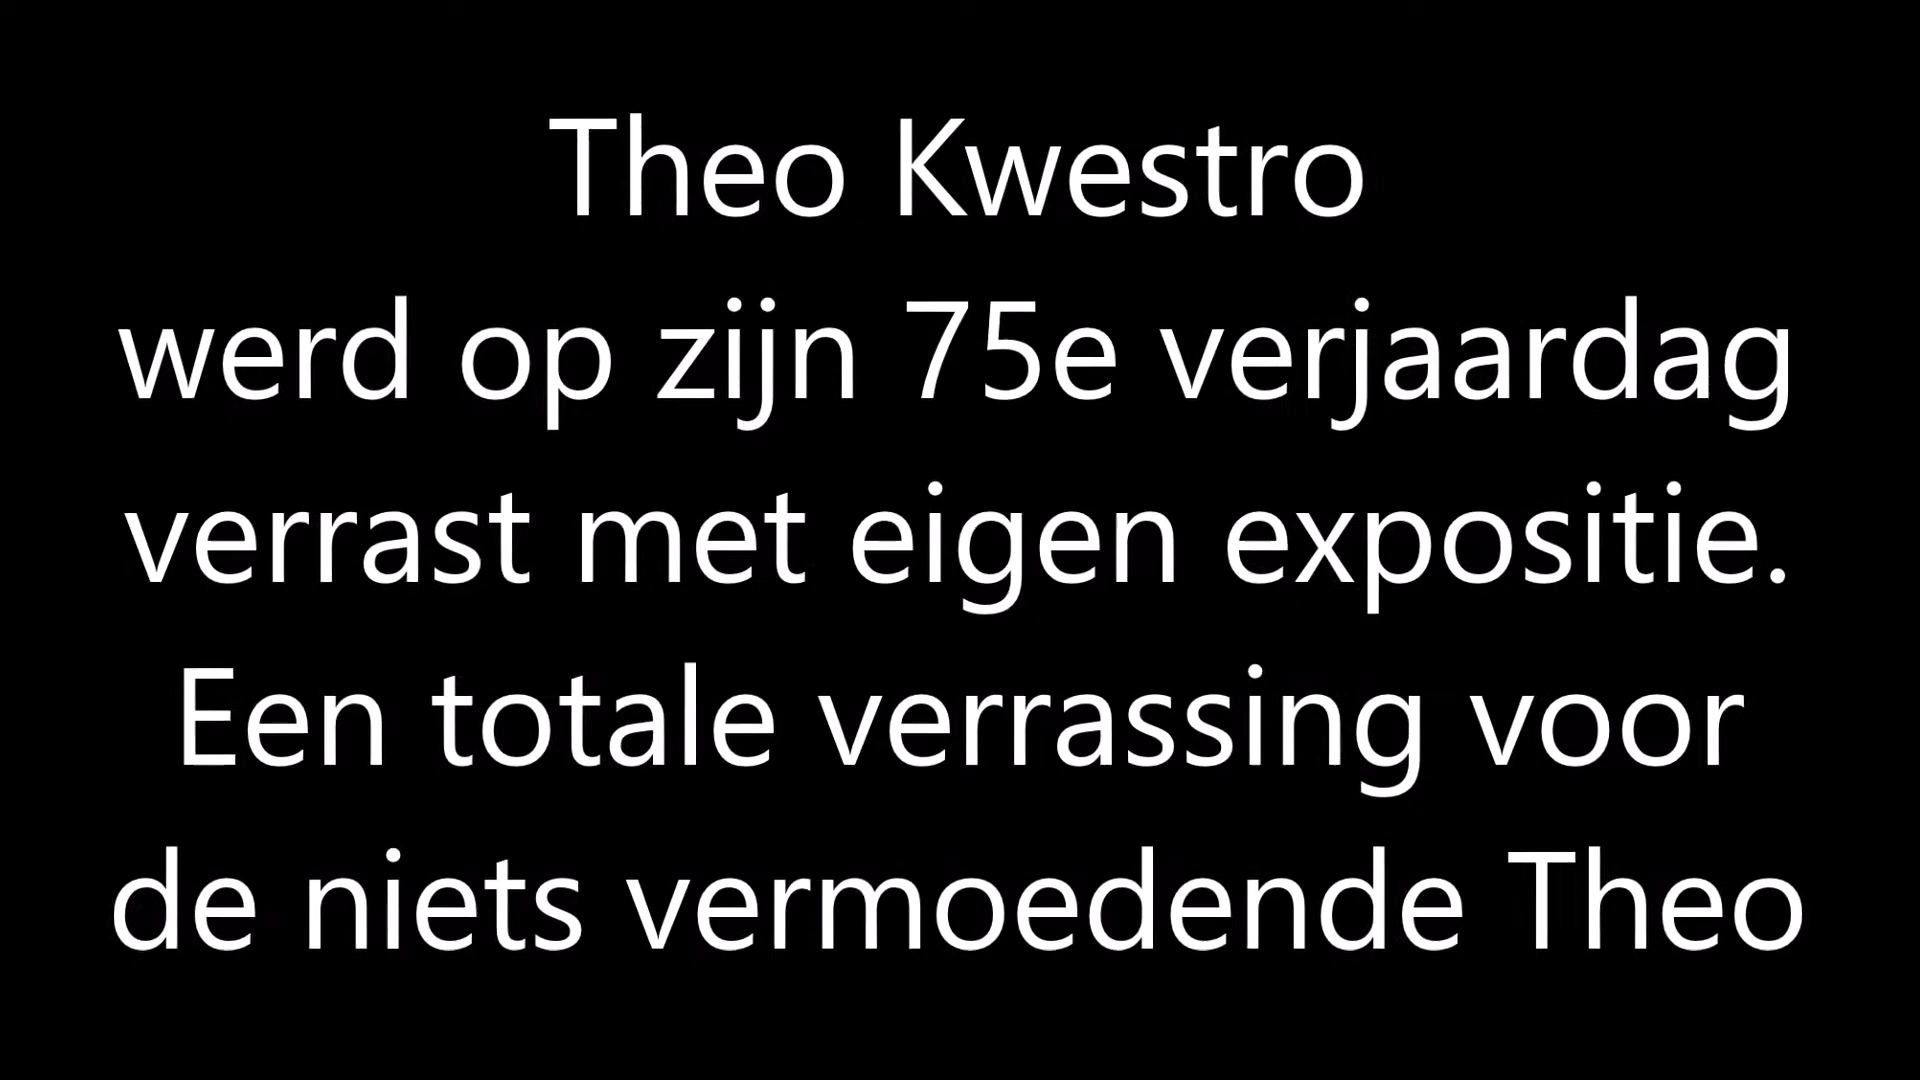 Theo Kwestro
werd op zijn 75e verjaardag
verrast met eigen expositie.
Een totale verrassing voor
de niets vermoedende Theo